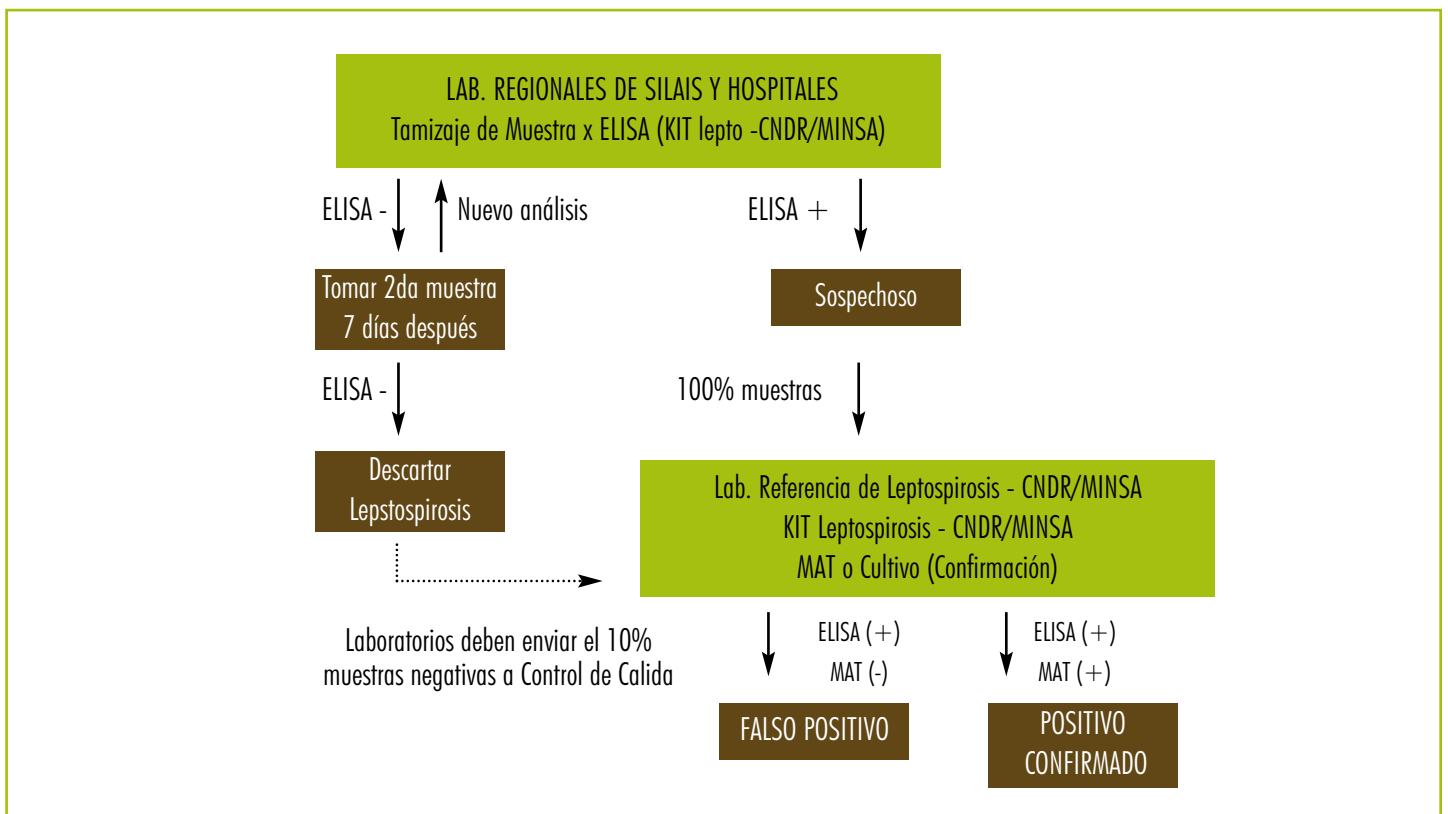 LAB. REGIONALES DE SILAIS Y HOSPITALES
Tamizaje de Muestra x ELISA (KIT lepto -CNDR/MINSA)
ELISA -
Nuevo análisis
ELISA +
Tomar 2da muestra
7 días después
Sospechoso
ELISA -
100% muestras
Descartar
Lepstospirosis
Lab. Referencia de Leptospirosis - CNDR/MINSA
KIT Leptospirosis - CNDR/MINSA
MAT o Cultivo (Confirmación)
Laboratorios deben enviar el 10%
muestras negativas a Control de Calida
ELISA (+)
MAT (-)
ELISA (+)
MAT (+)
FALSO POSITIVO
POSITIVO
CONFIRMADO